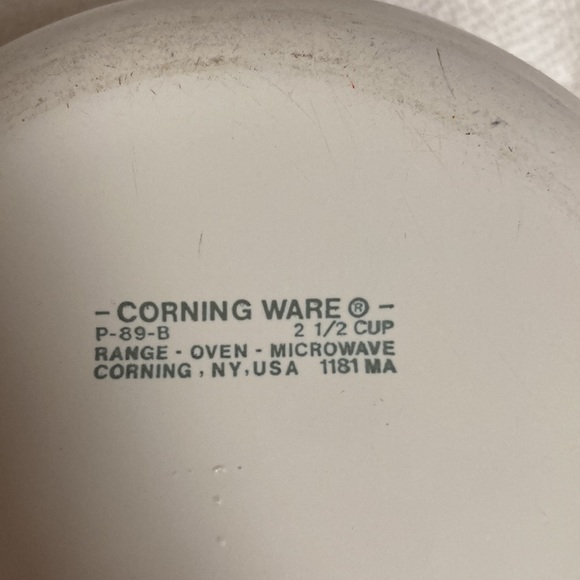 - CORNING WARE ® -
P-89-B 2 1/2 CUP
RANGE - OVEN - MICROWAVE
CORNING , NY, USA 1181 MA